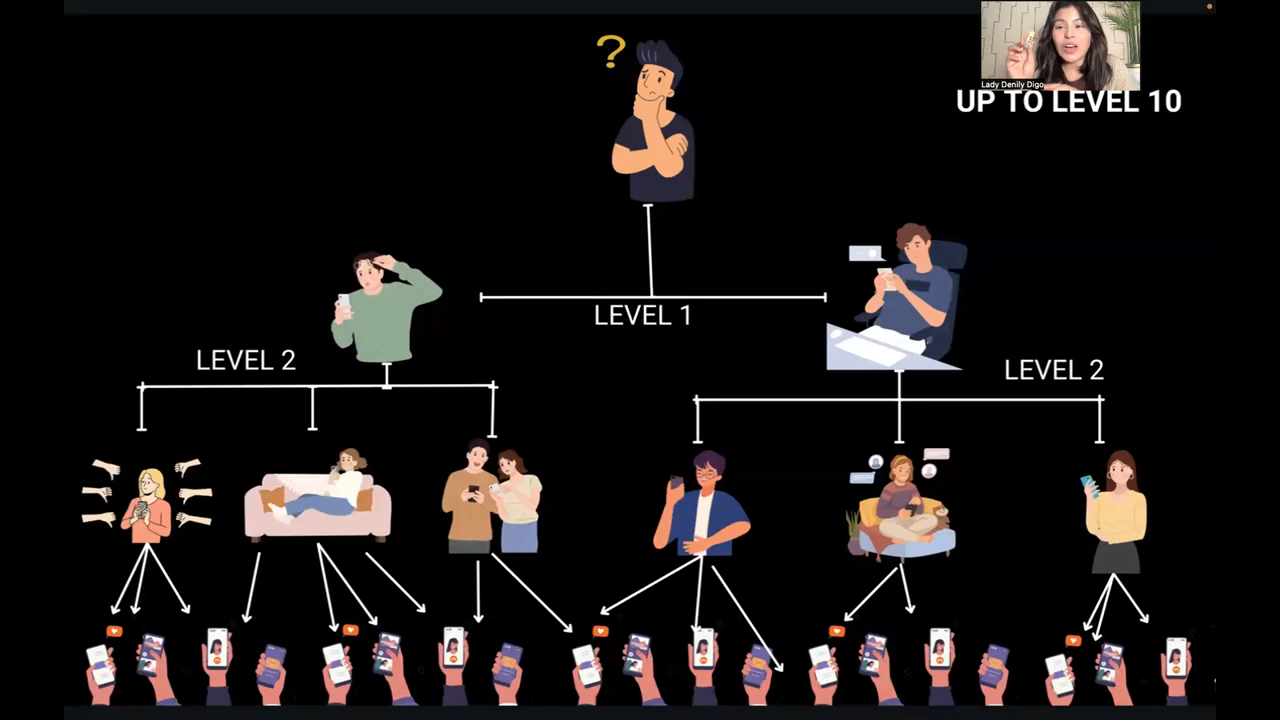 ?
Lady Denily Digo
UP TO LEVEL 10
LEVEL 1
LEVEL 2
LEVEL 2